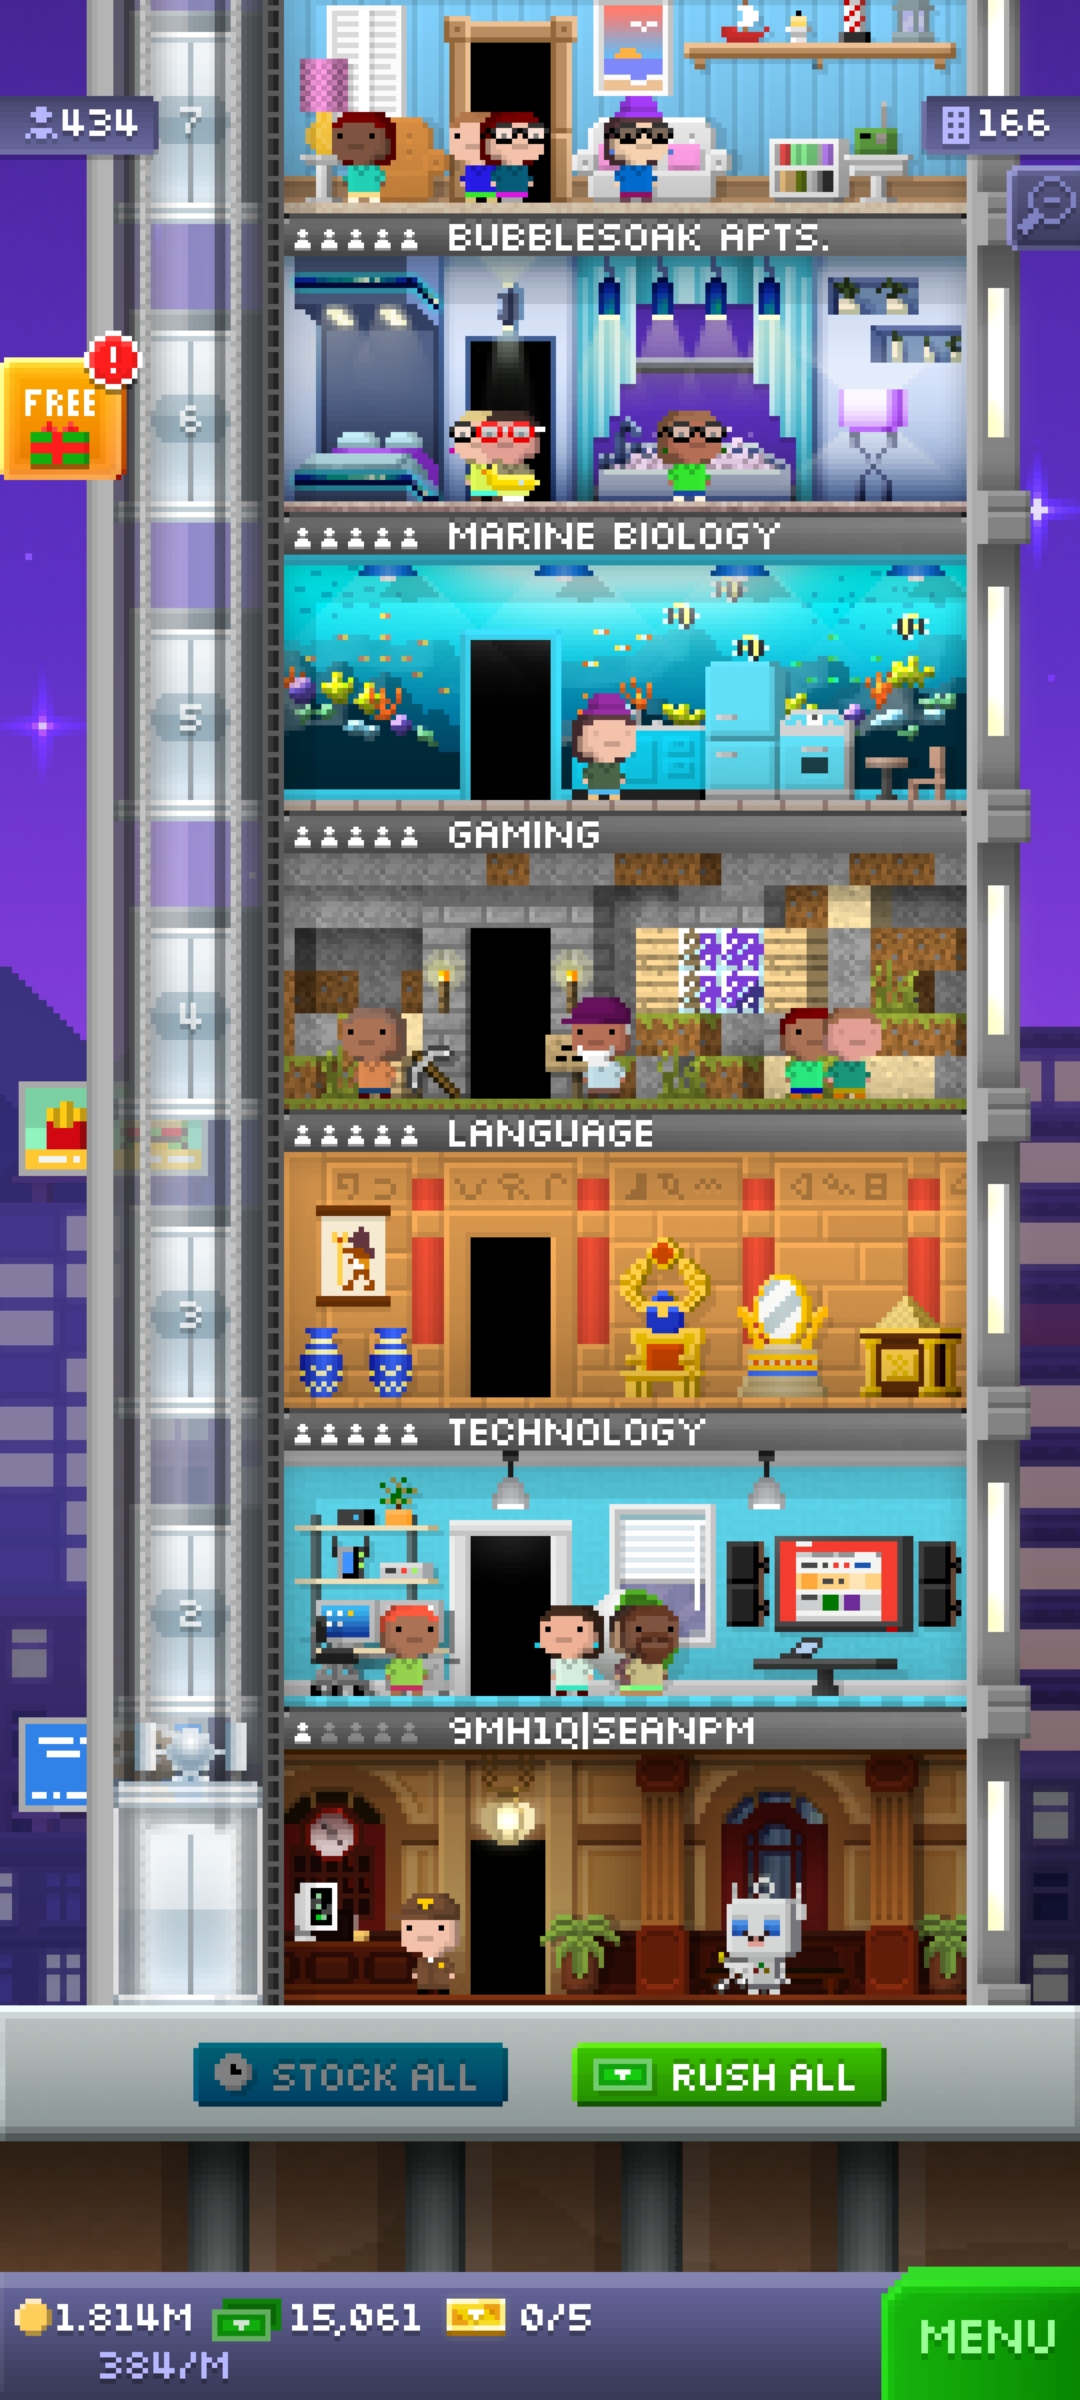 7
434
166
BUBBLESOAK APTS.
FREE
!
6
MARINE BIOLOGY
5
GAMING
4
LANGUAGE
3
TECHNOLOGY
2
9MH1Q|SEANPM
STOCK ALL
RUSH ALL
1.814M
15,061
0/5
384/M
MENU